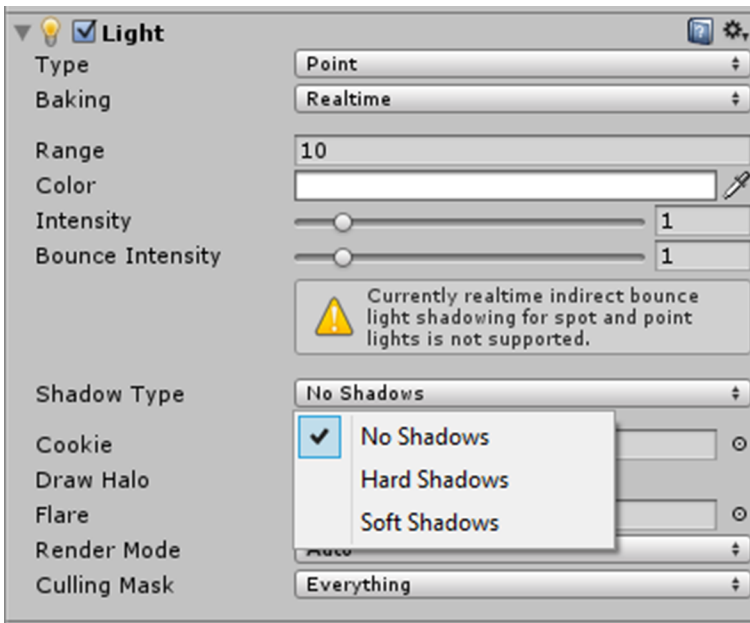 Light
Type Point
Baking Realtime
Range 10
Color
Intensity 1
Bounce Intensity 1
Currently realtime indirect bounce
light shadowing for spot and point
lights is not supported.
Shadow Type No Shadows
No Shadows
Cookie
Hard Shadows
Draw Halo
Soft Shadows
Flare
Render Mode Auto
Culling Mask Everything